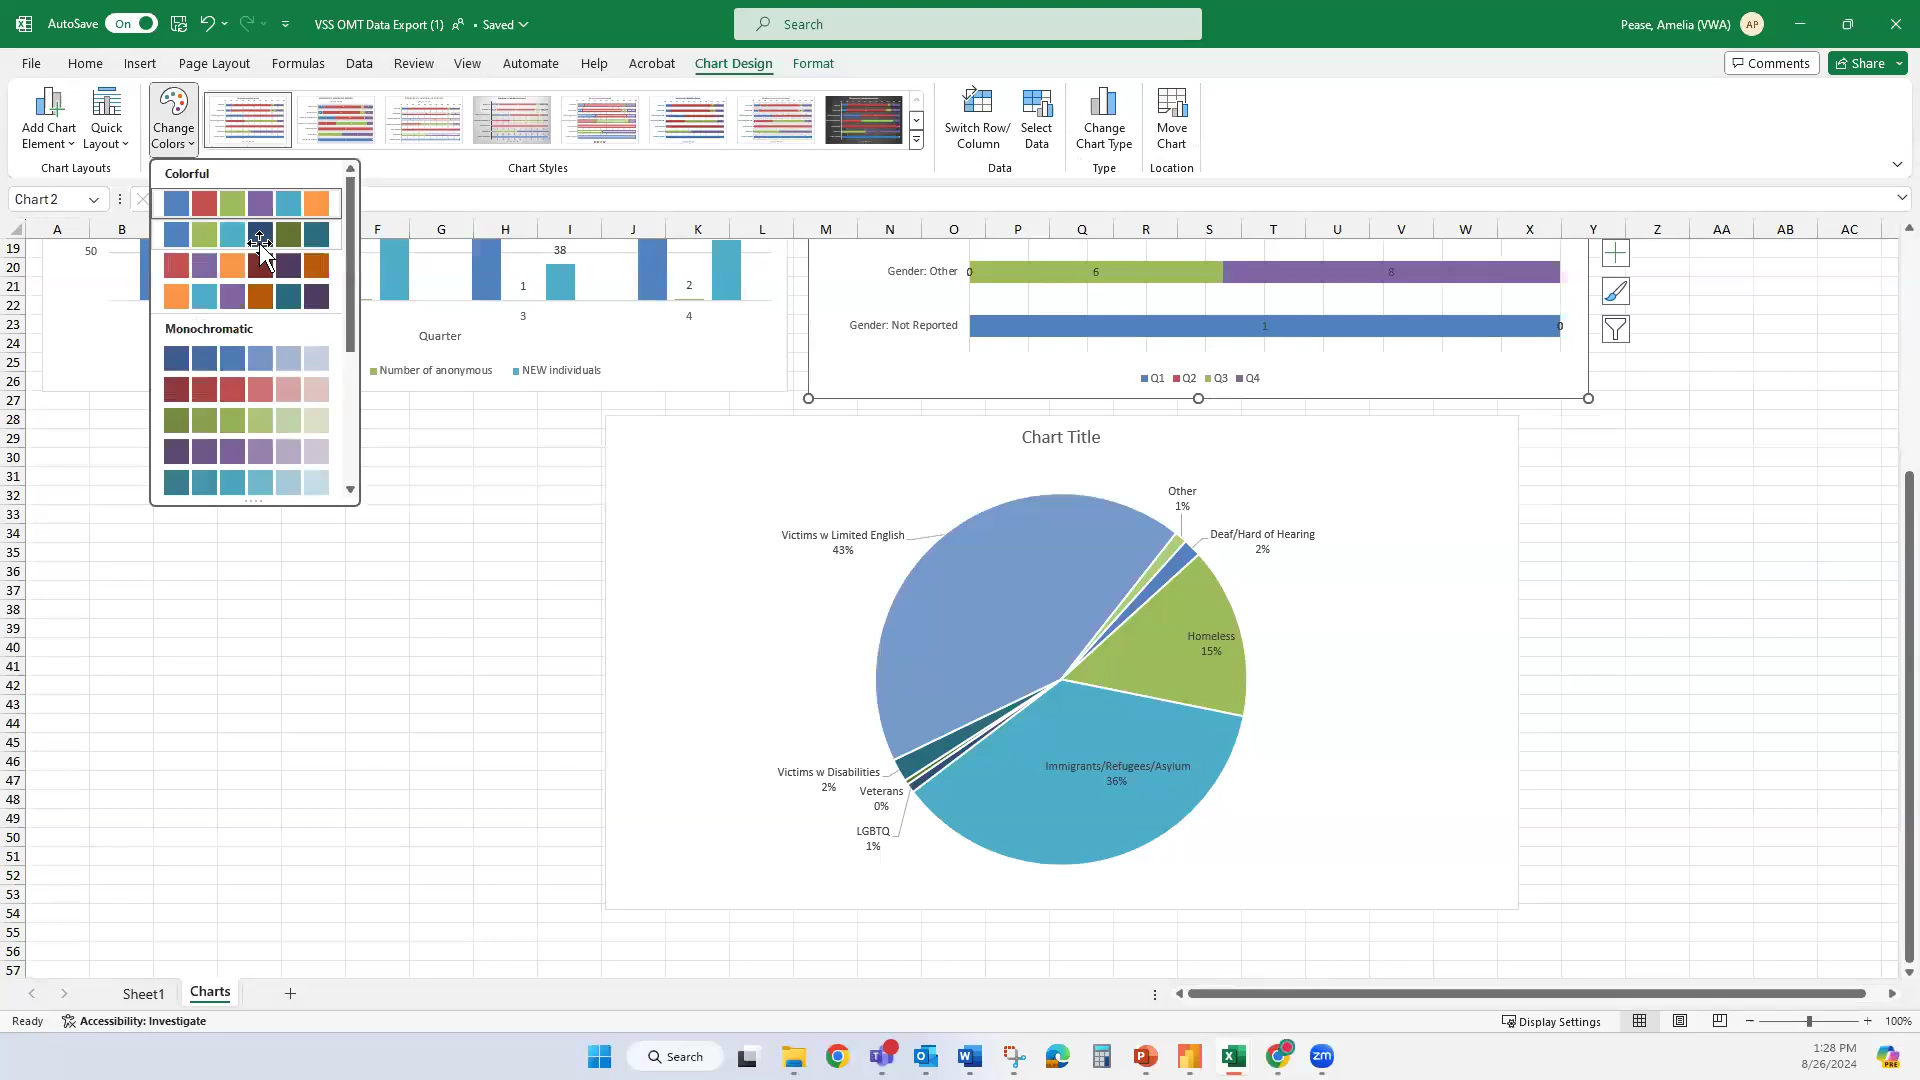 AutoSave On VSS OMT Data Export (1) • Saved Search Pease, Amelia (VWA) AP
File Home Insert Page Layout Formulas Data Review View Automate Help Acrobat Chart Design Format Comments Share
Add Chart Element Quick Layout Change Colors Switch Row/ Column Select Data Change Chart Type Move Chart
Chart Layouts Chart Styles Data Type Location
Chart 2
Colorful
Monochromatic
A B F G H I J K L M N O P Q R S T U V W X Y Z AA AB AC
19
20
21
22
23
24
25
26
27
28
29
30
31
32
33
34
35
36
37
38
39
40
41
42
43
44
45
46
47
48
49
50
51
52
53
54
55
56
57
50
38
1
2
3
4
Quarter
Number of anonymous NEW individuals
Gender: Other 0 6 8
Gender: Not Reported 1 0
Q1 Q2 Q3 Q4
Chart Title
Other
1%
Victims w Limited English
43%
Deaf/Hard of Hearing
2%
Homeless
15%
Immigrants/Refugees/Asylum
36%
Victims w Disabilities
2%
Veterans
0%
LGBTQ
1%
Sheet1 Charts
Ready Accessibility: Investigate Display Settings 100%
Search
zm
PRE
1:28 PM
8/26/2024